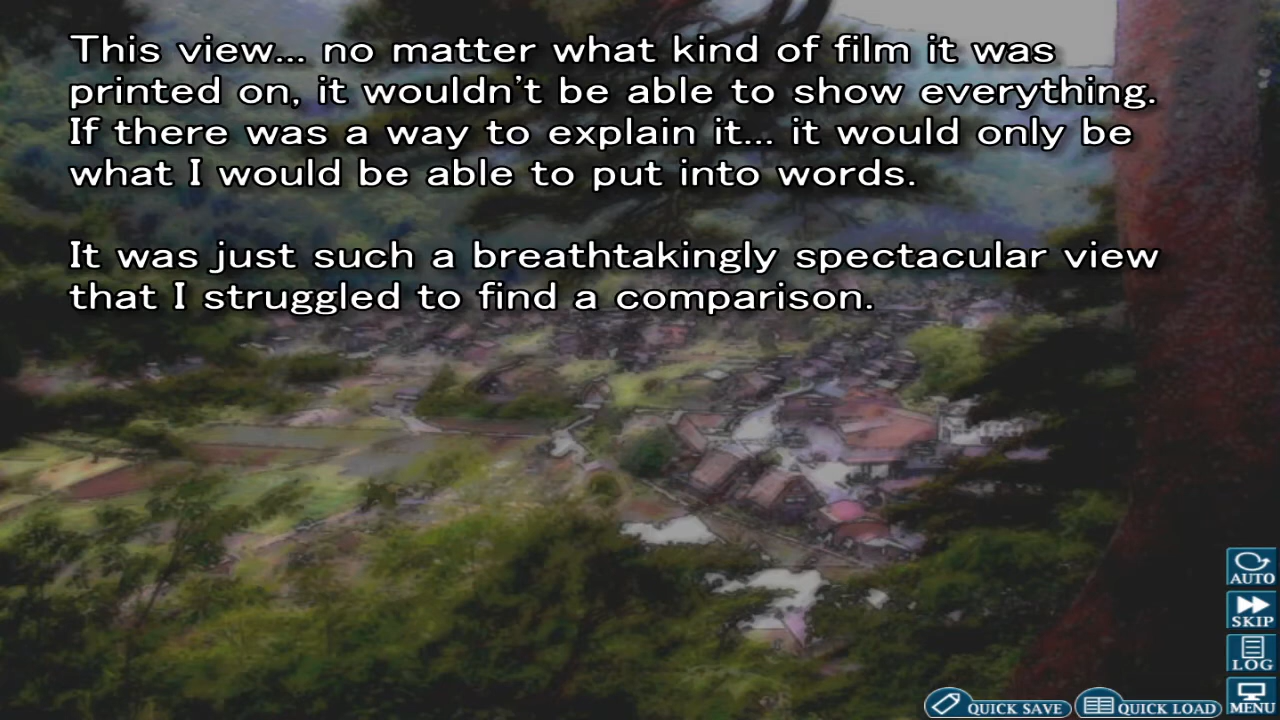 This view... no matter what kind of film it was
printed on, it wouldn't be able to show everything.
If there was a way to explain it... it would only be
what I would be able to put into words.
It was just such a breathtakingly spectacular view
that I struggled to find a comparison.
AUTO
SKIP
LOG
QUICK SAVE
QUICK LOAD
MENU